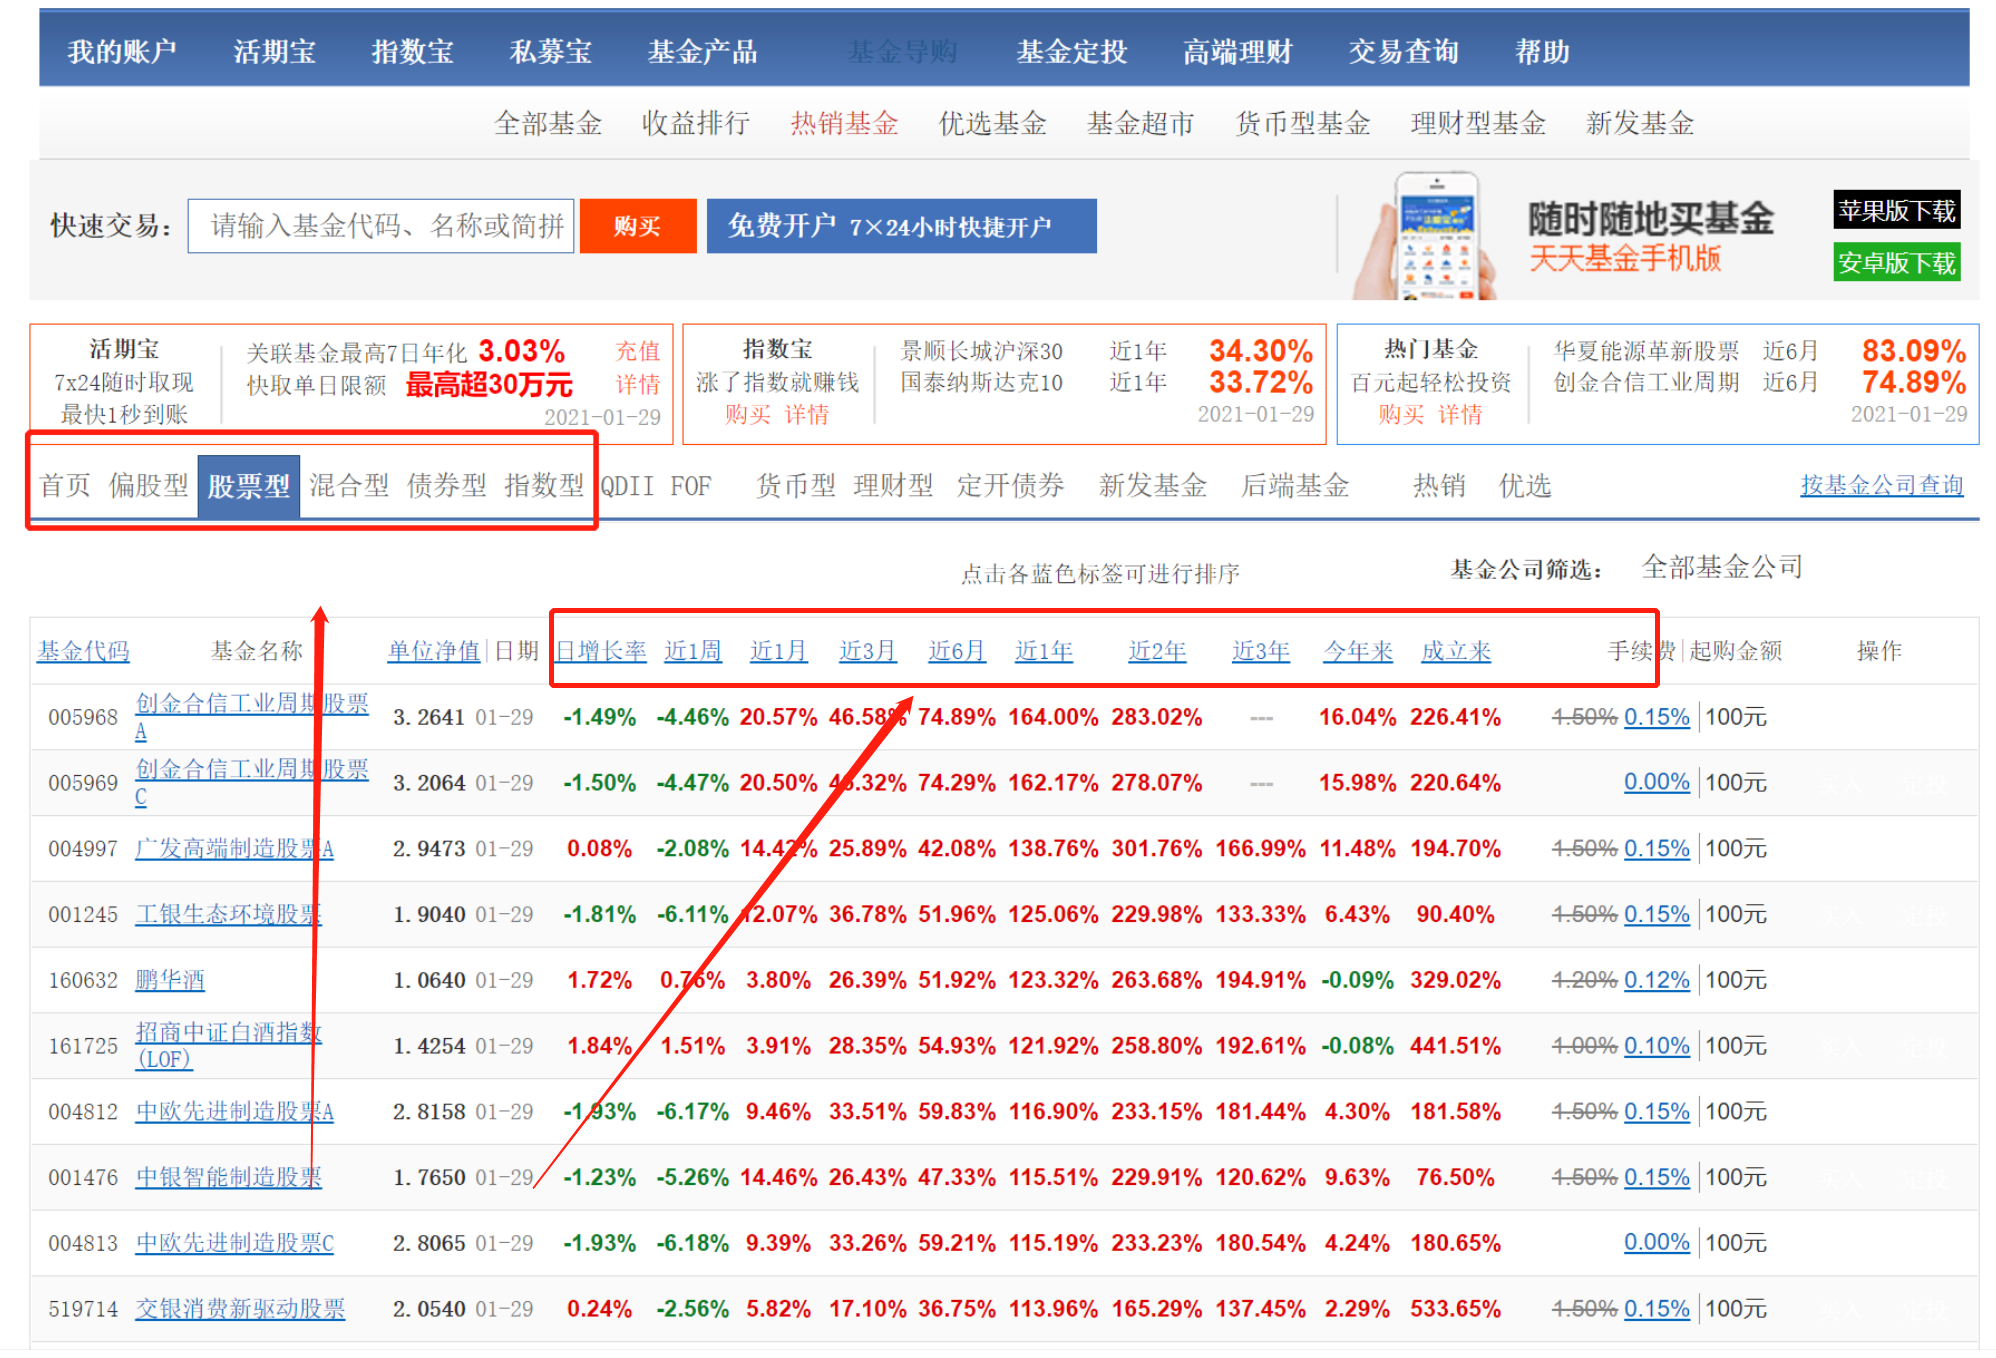 我的账户 活期宝 指数宝 私募宝 基金产品 基金导购 基金定投 高端理财 交易查询 帮助
全部基金 收益排行 热销基金 优选基金 基金超市 货币型基金 理财型基金 新发基金
快速交易: 请输入基金代码、名称或简拼 购买 免费开户 7×24小时快捷开户
随时随地买基金
天天基金手机版
苹果版下载
安卓版下载
活期宝
7x24随时取现
最快1秒到账
关联基金最高7日年化 3.03% 充值
快取单日限额 最高超30万元 详情
2021-01-29
指数宝
涨了指数就赚钱
购买 详情
景顺长城沪深30 近1年 34.30%
国泰纳斯达克10 近1年 33.72%
2021-01-29
热门基金
百元起轻松投资
购买 详情
华夏能源革新股票 近6月 83.09%
创金合信工业周期 近6月 74.89%
2021-01-29
首页 偏股型 股票型 混合型 债券型 指数型 QDII FOF 货币型 理财型 定开债券 新发基金 后端基金 热销 优选 按基金公司查询
点击各蓝色标签可进行排序 基金公司筛选: 全部基金公司
基金代码 基金名称 单位净值|日期 日增长率 近1周 近1月 近3月 近6月 近1年 近2年 近3年 今年来 成立来 手续费|起购金额 操作
005968 创金合信工业周期股票A 3.2641 01-29 -1.49% -4.46% 20.57% 46.58% 74.89% 164.00% 283.02% --- 16.04% 226.41% 1.50% 0.15% | 100元
005969 创金合信工业周期股票C 3.2064 01-29 -1.50% -4.47% 20.50% 46.32% 74.29% 162.17% 278.07% --- 15.98% 220.64% 0.00% | 100元 买入 定投
004997 广发高端制造股票A 2.9473 01-29 0.08% -2.08% 14.42% 25.89% 42.08% 138.76% 301.76% 166.99% 11.48% 194.70% 1.50% 0.15% | 100元
001245 工银生态环境股票 1.9040 01-29 -1.81% -6.11% 12.07% 36.78% 51.96% 125.06% 229.98% 133.33% 6.43% 90.40% 1.50% 0.15% | 100元 买入 定投
160632 鹏华酒 1.0640 01-29 1.72% 0.76% 3.80% 26.39% 51.92% 123.32% 263.68% 194.91% -0.09% 329.02% 1.20% 0.12% | 100元
161725 招商中证白酒指数(LOF) 1.4254 01-29 1.84% 1.51% 3.91% 28.35% 54.93% 121.92% 258.80% 192.61% -0.08% 441.51% 1.00% 0.10% | 100元 买入 定投
004812 中欧先进制造股票A 2.8158 01-29 -1.93% -6.17% 9.46% 33.51% 59.83% 116.90% 233.15% 181.44% 4.30% 181.58% 1.50% 0.15% | 100元
001476 中银智能制造股票 1.7650 01-29 -1.23% -5.26% 14.46% 26.43% 47.33% 115.51% 229.91% 120.62% 9.63% 76.50% 1.50% 0.15% | 100元 买入 定投
004813 中欧先进制造股票C 2.8065 01-29 -1.93% -6.18% 9.39% 33.26% 59.21% 115.19% 233.23% 180.54% 4.24% 180.65% 0.00% | 100元
519714 交银消费新驱动股票 2.0540 01-29 0.24% -2.56% 5.82% 17.10% 36.75% 113.96% 165.29% 137.45% 2.29% 533.65% 1.50% 0.15% | 100元 买入 定投